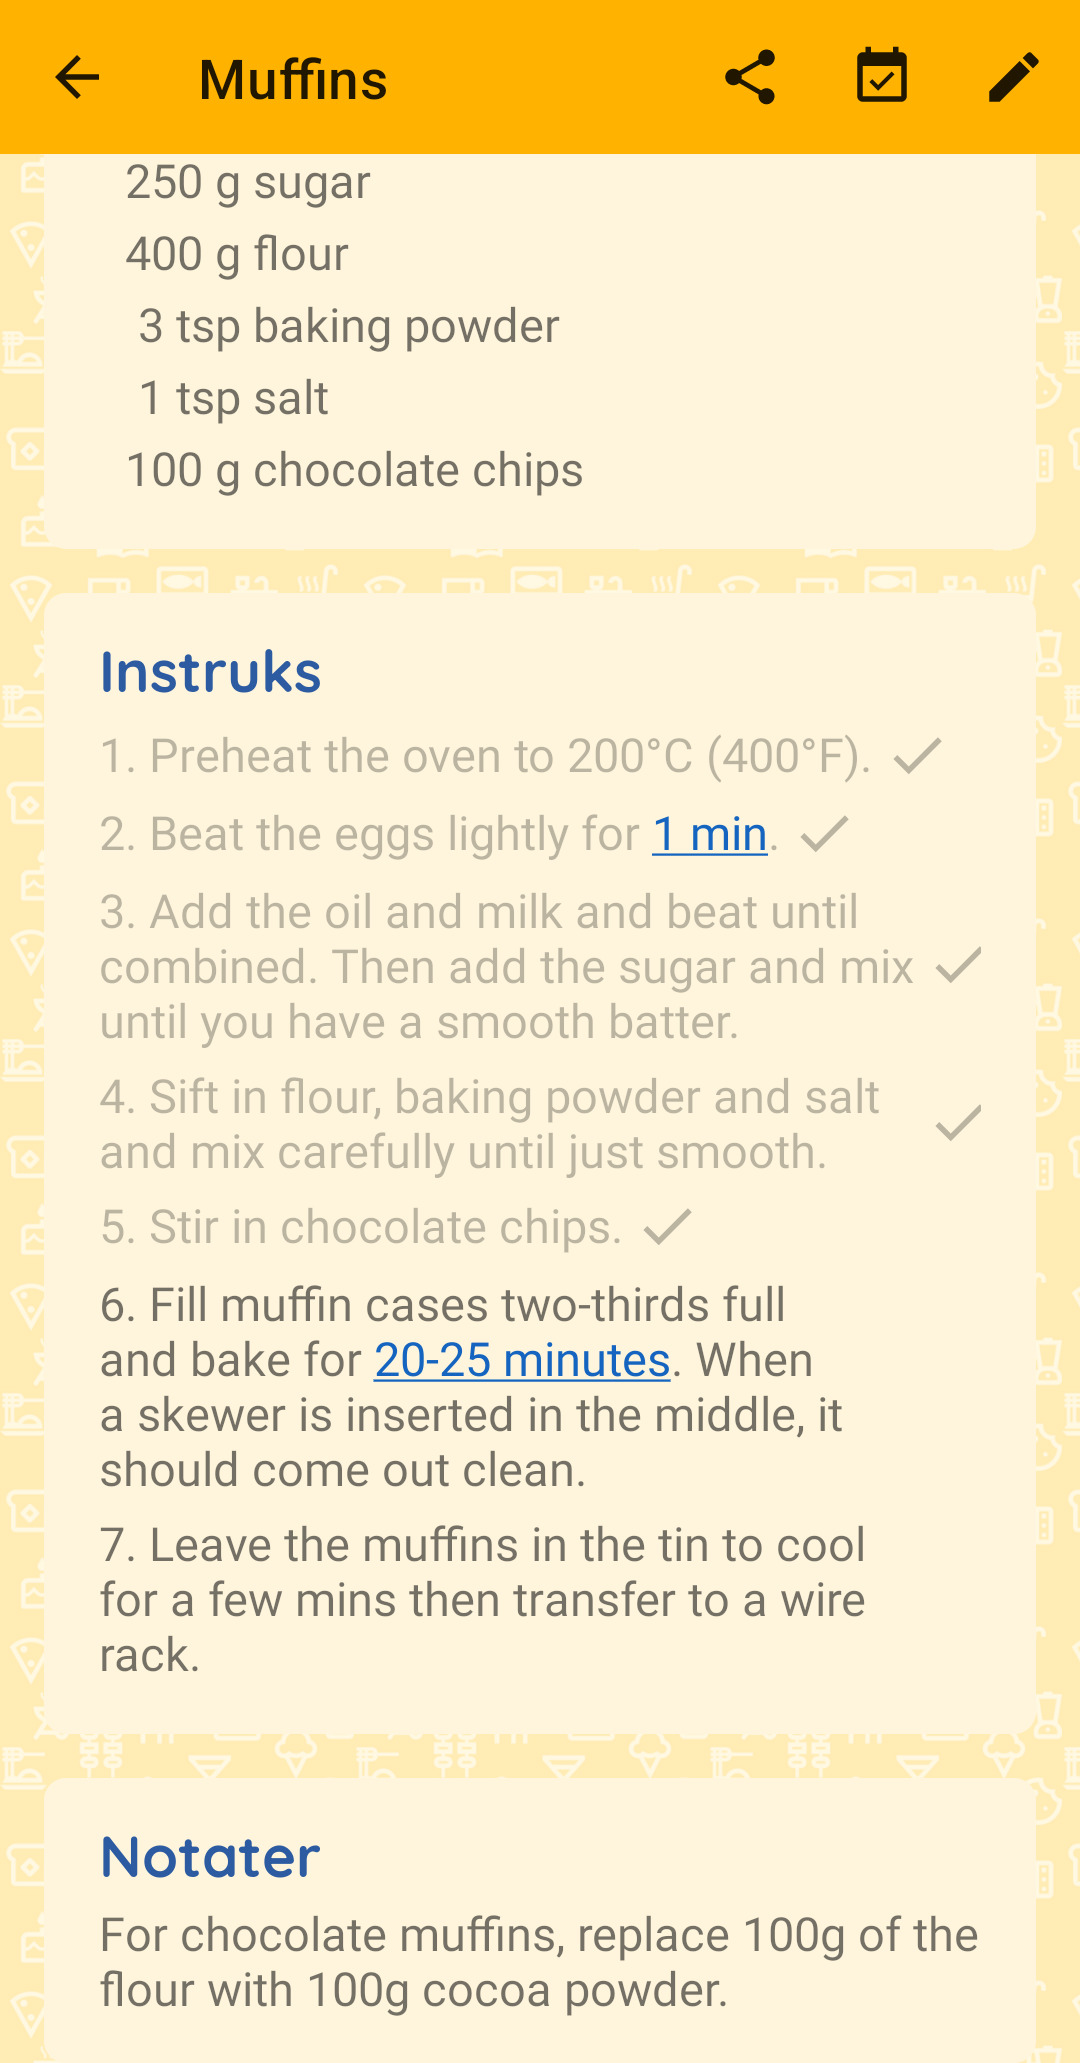 Muffins
250 g sugar
400 g flour
3 tsp baking powder
1 tsp salt
100 g chocolate chips
Instruks
1. Preheat the oven to 200°C (400°F).
2. Beat the eggs lightly for 1 min.
3. Add the oil and milk and beat until
combined. Then add the sugar and mix
until you have a smooth batter.
4. Sift in flour, baking powder and salt
and mix carefully until just smooth.
5. Stir in chocolate chips.
6. Fill muffin cases two-thirds full
and bake for 20-25 minutes. When
a skewer is inserted in the middle, it
should come out clean.
7. Leave the muffins in the tin to cool
for a few mins then transfer to a wire
rack.
Notater
For chocolate muffins, replace 100g of the
flour with 100g cocoa powder.